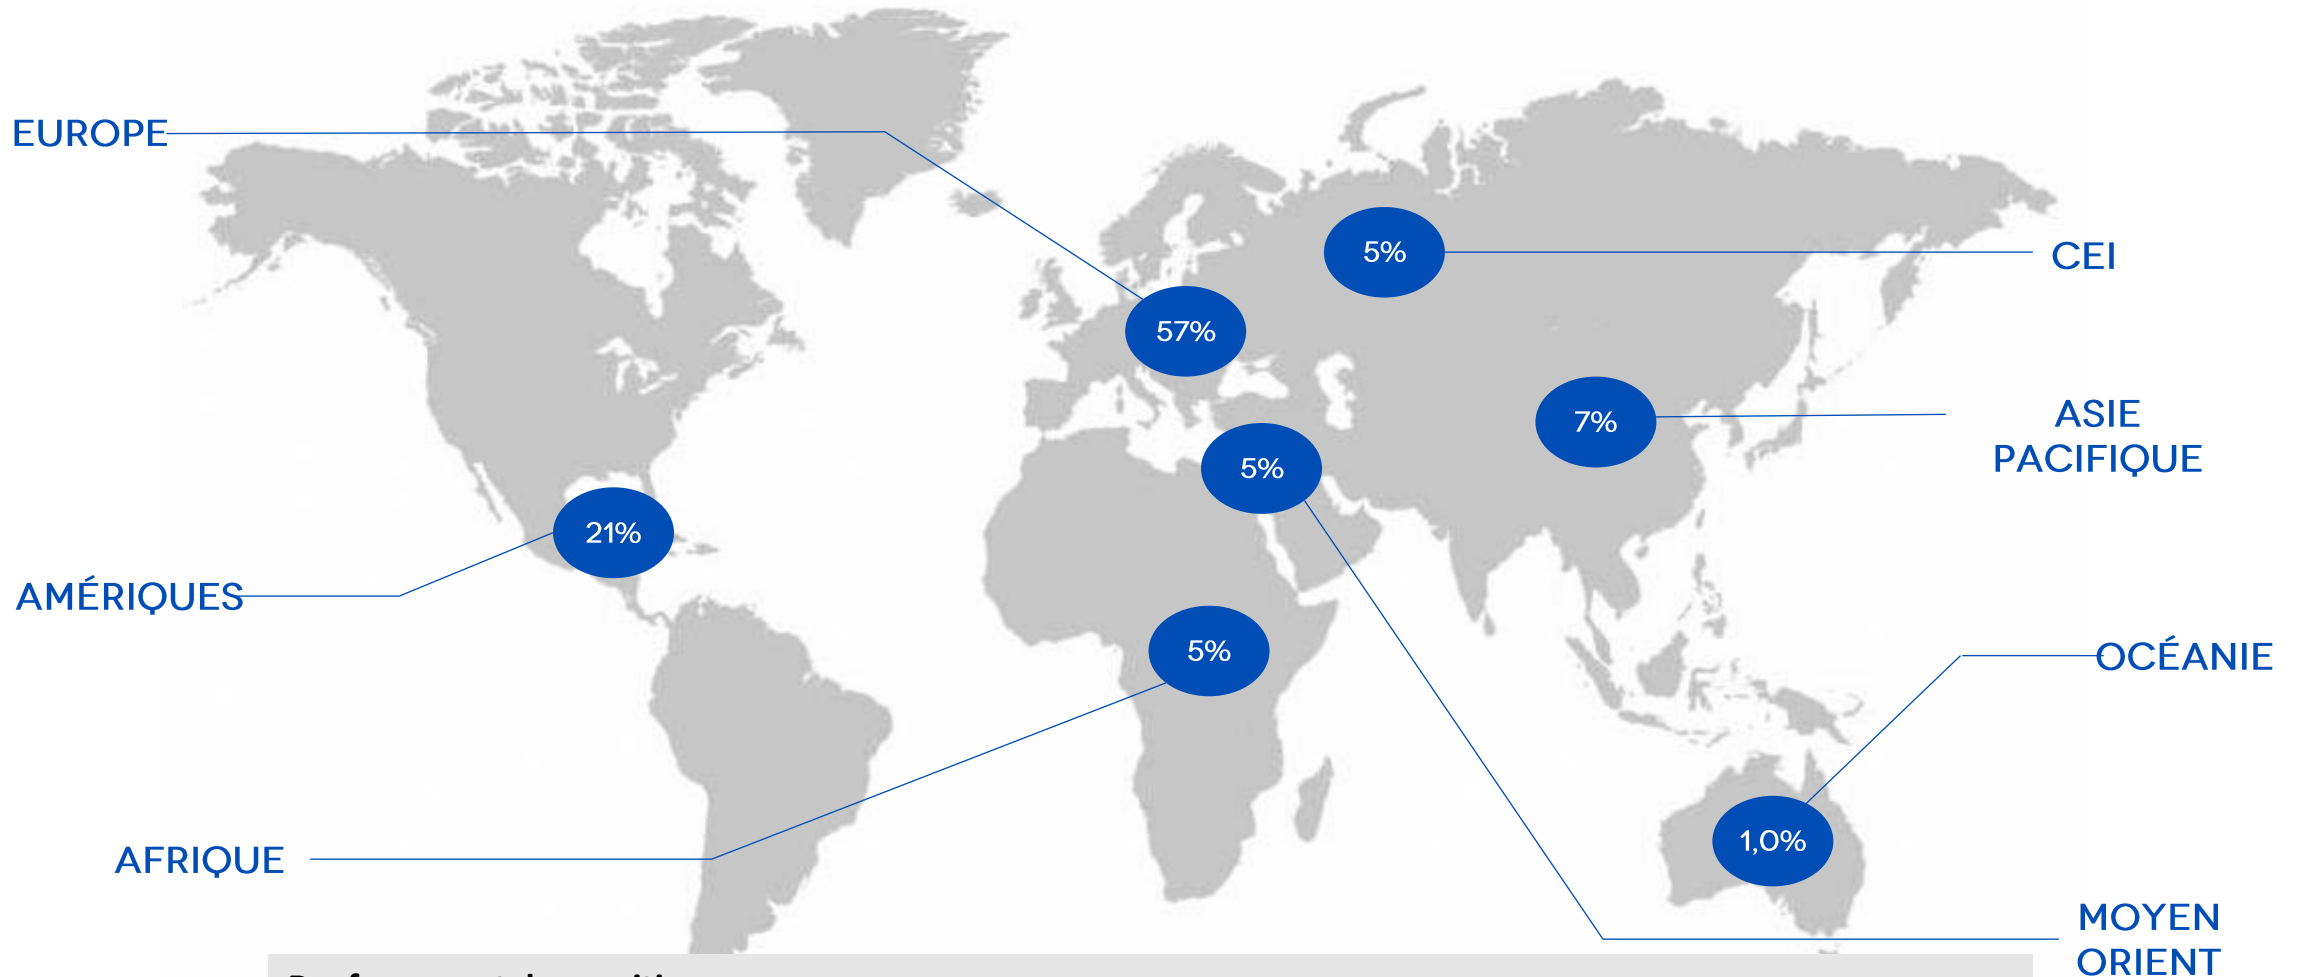 EUROPE
5%
CEI
57%
ASIE
PACIFIQUE
7%
5%
21%
AMÉRIQUES
5%
OCÉANIE
1,0%
AFRIQUE
MOYEN
ORIENT